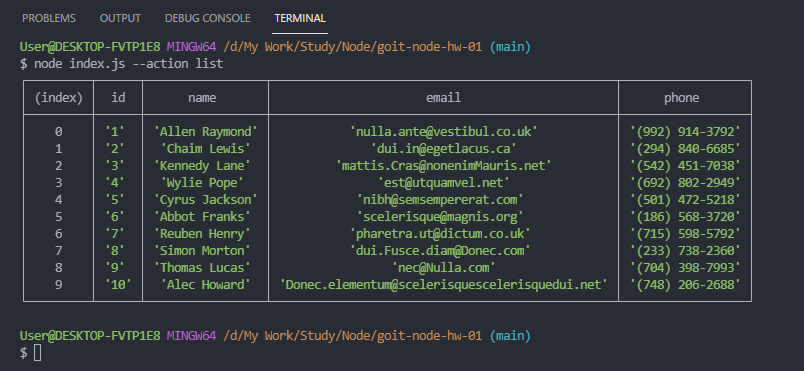 PROBLEMS OUTPUT DEBUG CONSOLE TERMINAL
User@DESKTOP-FVTP1E8 MINGW64 /d/My Work/Study/Node/goit-node-hw-01 (main)
$ node index.js --action list
(index) id name email phone
0 '1' 'Allen Raymond' 'nulla.ante@vestibul.co.uk' '(992) 914-3792'
1 '2' 'Chaim Lewis' 'dui.in@egetlacus.ca' '(294) 840-6685'
2 '3' 'Kennedy Lane' 'mattis.Cras@nonenimMauris.net' '(542) 451-7038'
3 '4' 'Wylie Pope' 'est@utquamvel.net' '(692) 802-2949'
4 '5' 'Cyrus Jackson' 'nibh@semsempererat.com' '(501) 472-5218'
5 '6' 'Abbot Franks' 'scelerisque@magnis.org' '(186) 568-3720'
6 '7' 'Reuben Henry' 'pharetra.ut@dictum.co.uk' '(715) 598-5792'
7 '8' 'Simon Morton' 'dui.Fusce.diam@Donec.com' '(233) 738-2360'
8 '9' 'Thomas Lucas' 'nec@Nulla.com' '(704) 398-7993'
9 '10' 'Alec Howard' 'Donec.elementum@scelerisquescelerisquedui.net' '(748) 206-2688'
User@DESKTOP-FVTP1E8 MINGW64 /d/My Work/Study/Node/goit-node-hw-01 (main)
$